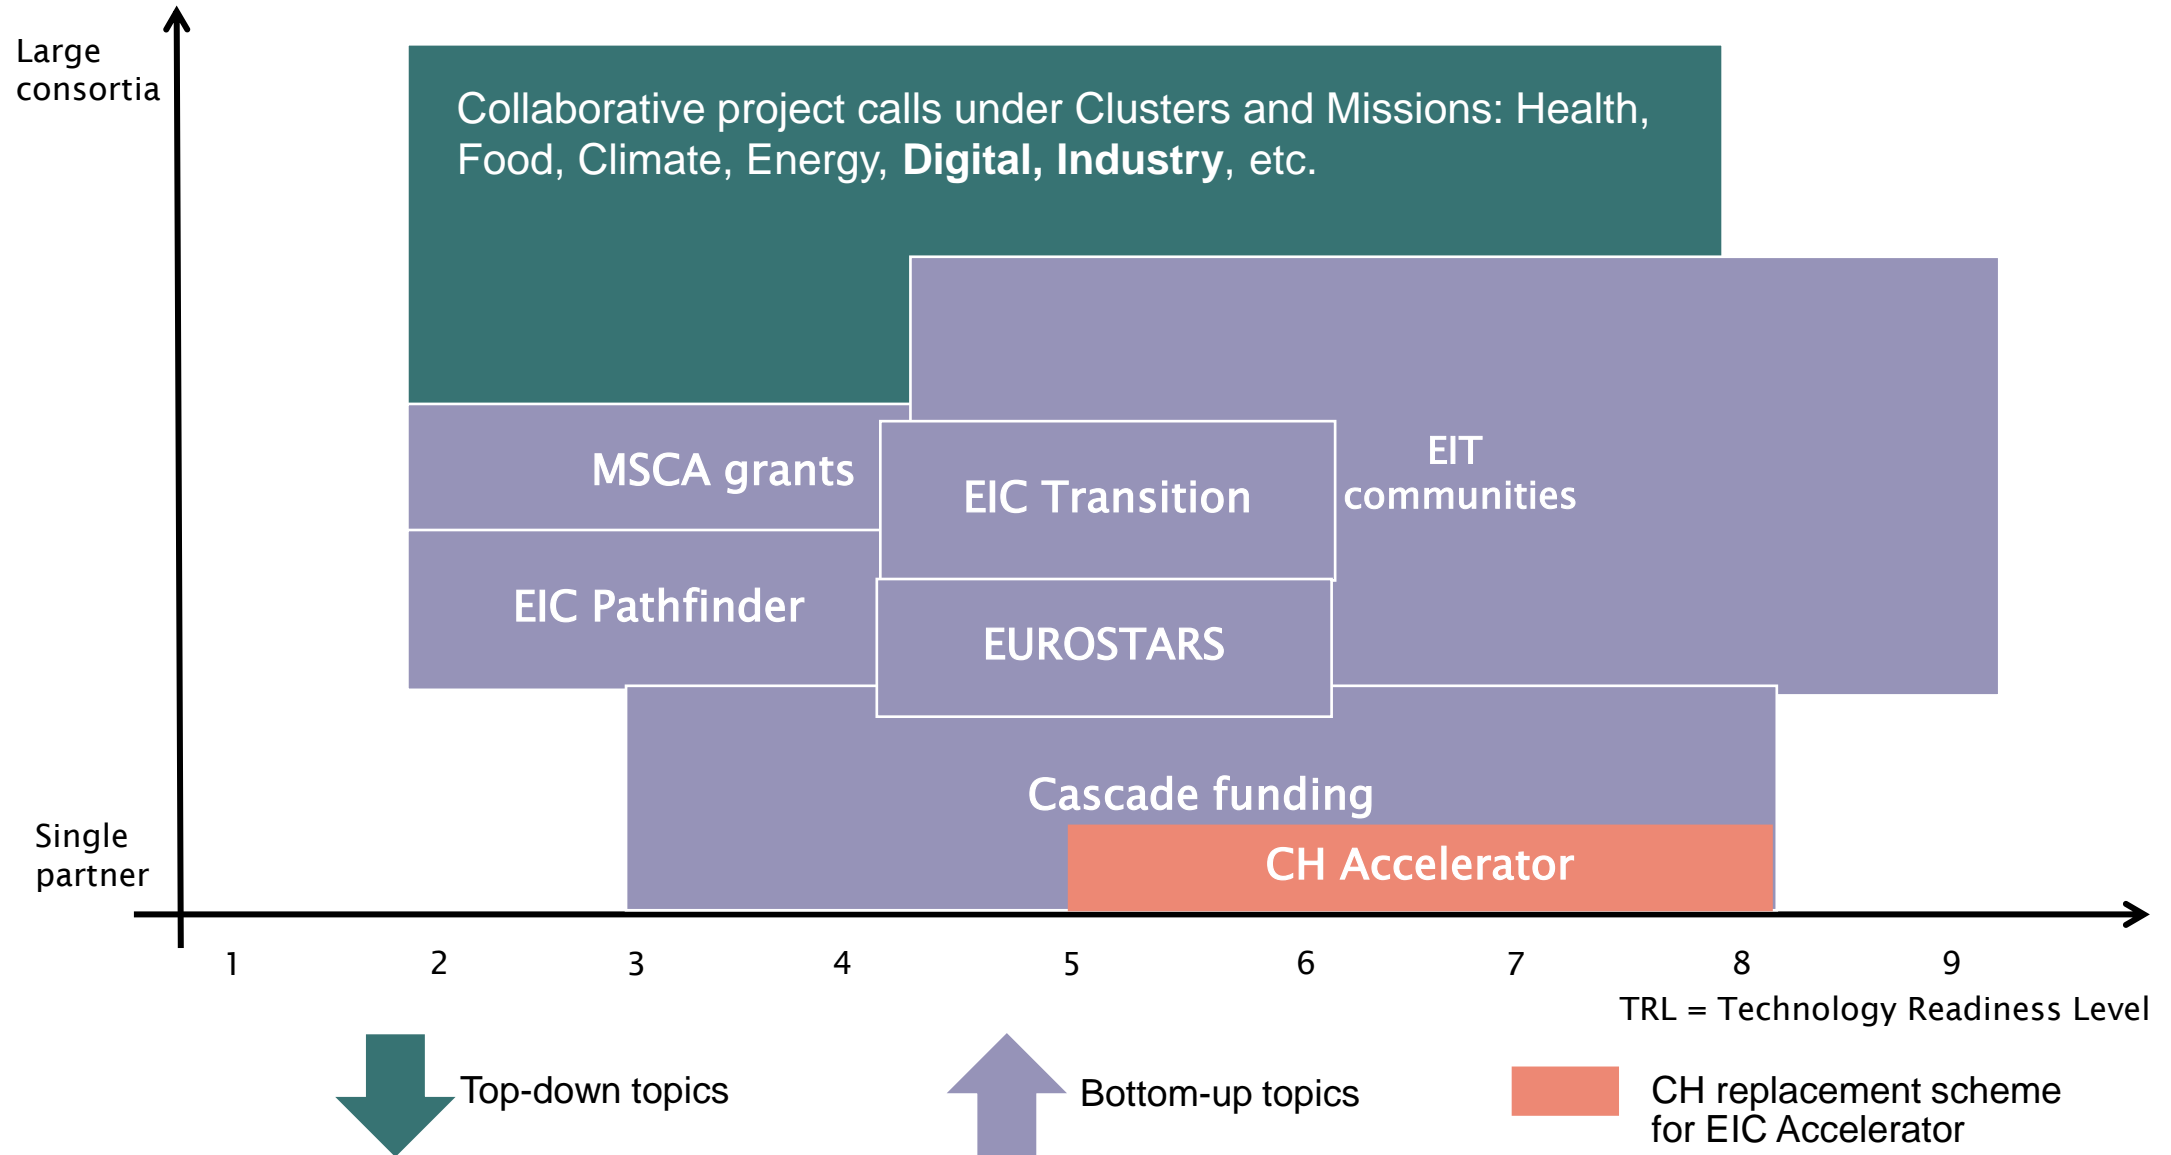 Large
consortia
Collaborative project calls under Clusters and Missions: Health,
Food, Climate, Energy, Digital, Industry, etc.
MSCA grants
EIC Transition
EIT
communities
EIC Pathfinder
EUROSTARS
Cascade funding
Single
partner
CH Accelerator
1 2 3 4 5 6 7 8 9
TRL = Technology Readiness Level
Top-down topics
Bottom-up topics
CH replacement scheme
for EIC Accelerator